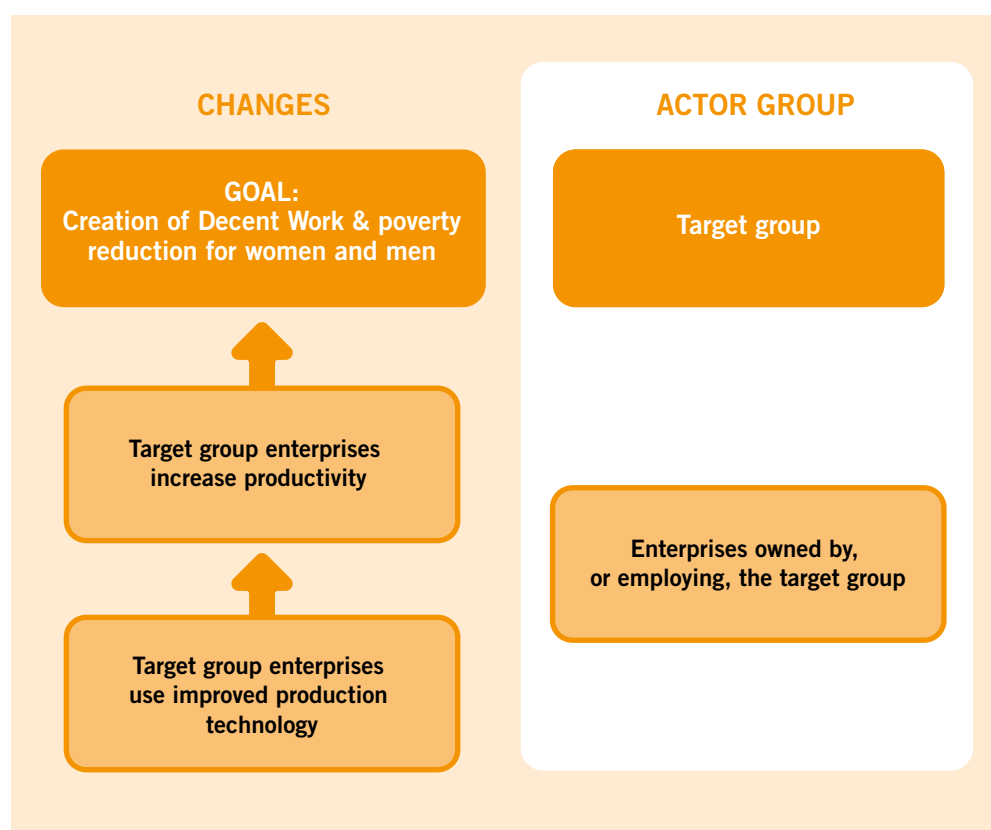 CHANGES
GOAL:
Creation of Decent Work & poverty
reduction for women and men
Target group enterprises
increase productivity
Target group enterprises
use improved production
technology
ACTOR GROUP
Target group
Enterprises owned by,
or employing, the target group